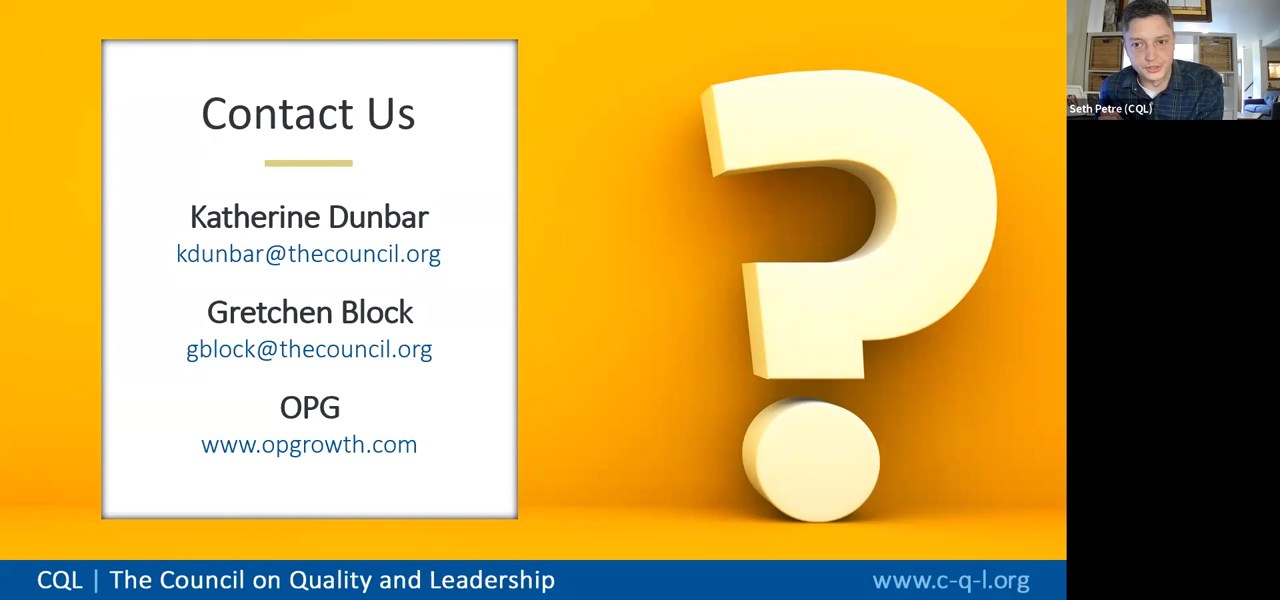 Contact Us
Katherine Dunbar
kdunbar@thecouncil.org
Gretchen Block
gblock@thecouncil.org
OPG
www.opgrowth.com
CQL | The Council on Quality and Leadership
www.c-q-l.org
Seth Petre (CQL)